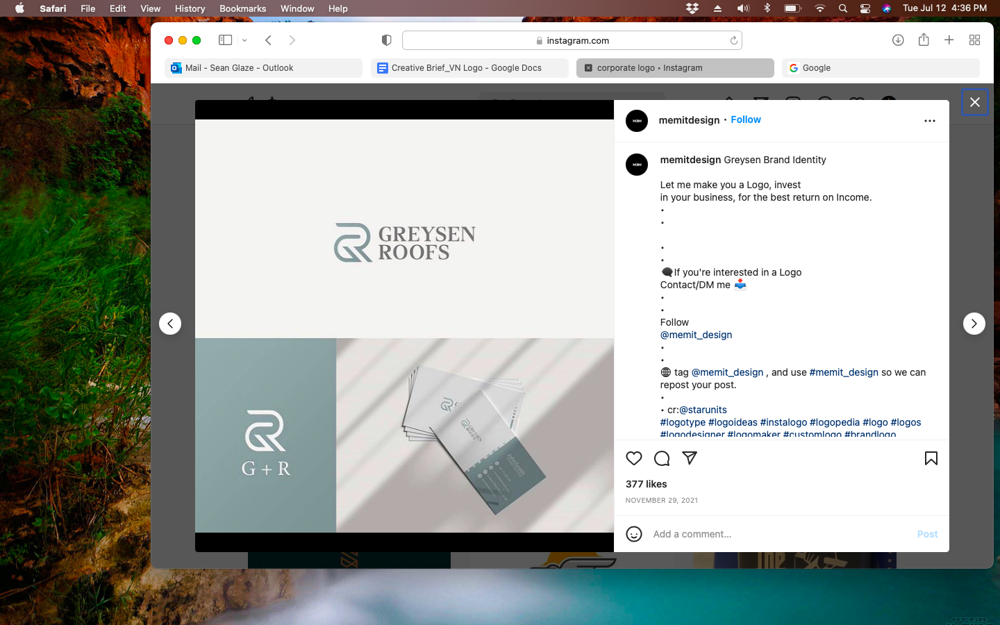 Safari File Edit View History Bookmarks Window Help Tue Jul 12 4:36 PM
instagram.com
Mail - Sean Glaze - Outlook Creative Brief_VN Logo - Google Docs corporate logo • Instagram Google
GREYSEN
ROOFS
G + R
GREYSEN
memitdesign • Follow
memitdesign Greysen Brand Identity
Let me make you a Logo, invest
in your business, for the best return on Income.
•
•
•
•
🗨️If you're interested in a Logo
Contact/DM me 📥
•
•
Follow
@memit_design
•
•
🌐 tag @memit_design , and use #memit_design so we can
repost your post.
•
• cr:@starunits
#logotype #logoideas #instalogo #logopedia #logo #logos
#logodesigner #logomaker #customlogo #brandlogo
377 likes
NOVEMBER 29, 2021
Add a comment... Post